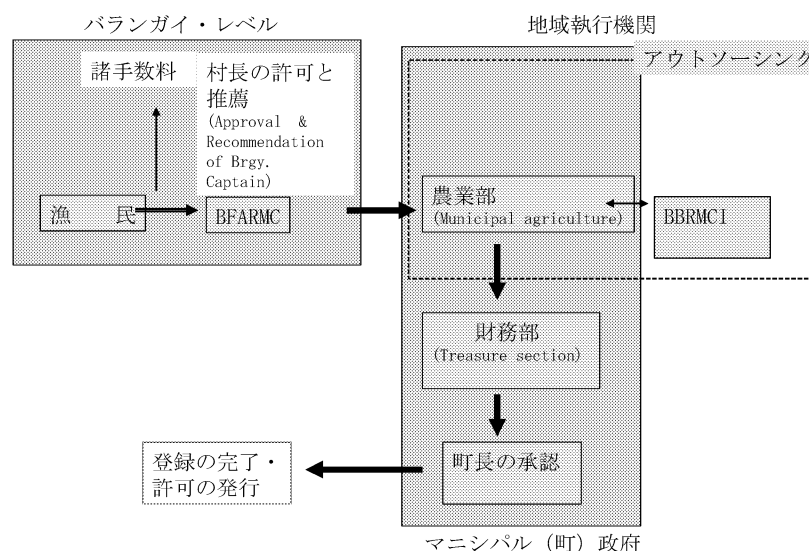 バランガイ・レベル
地域執行機関
アウトソーシング
諸手数料
村長の許可と
推薦
(Approval &
Recommendation
of Brgy.
Captain)
漁 民
BFARMC
農業部
(Municipal agriculture)
BBRMCI
財務部
(Treasure section)
登録の完了・
許可の発行
町長の承認
マニシパル（町）政府